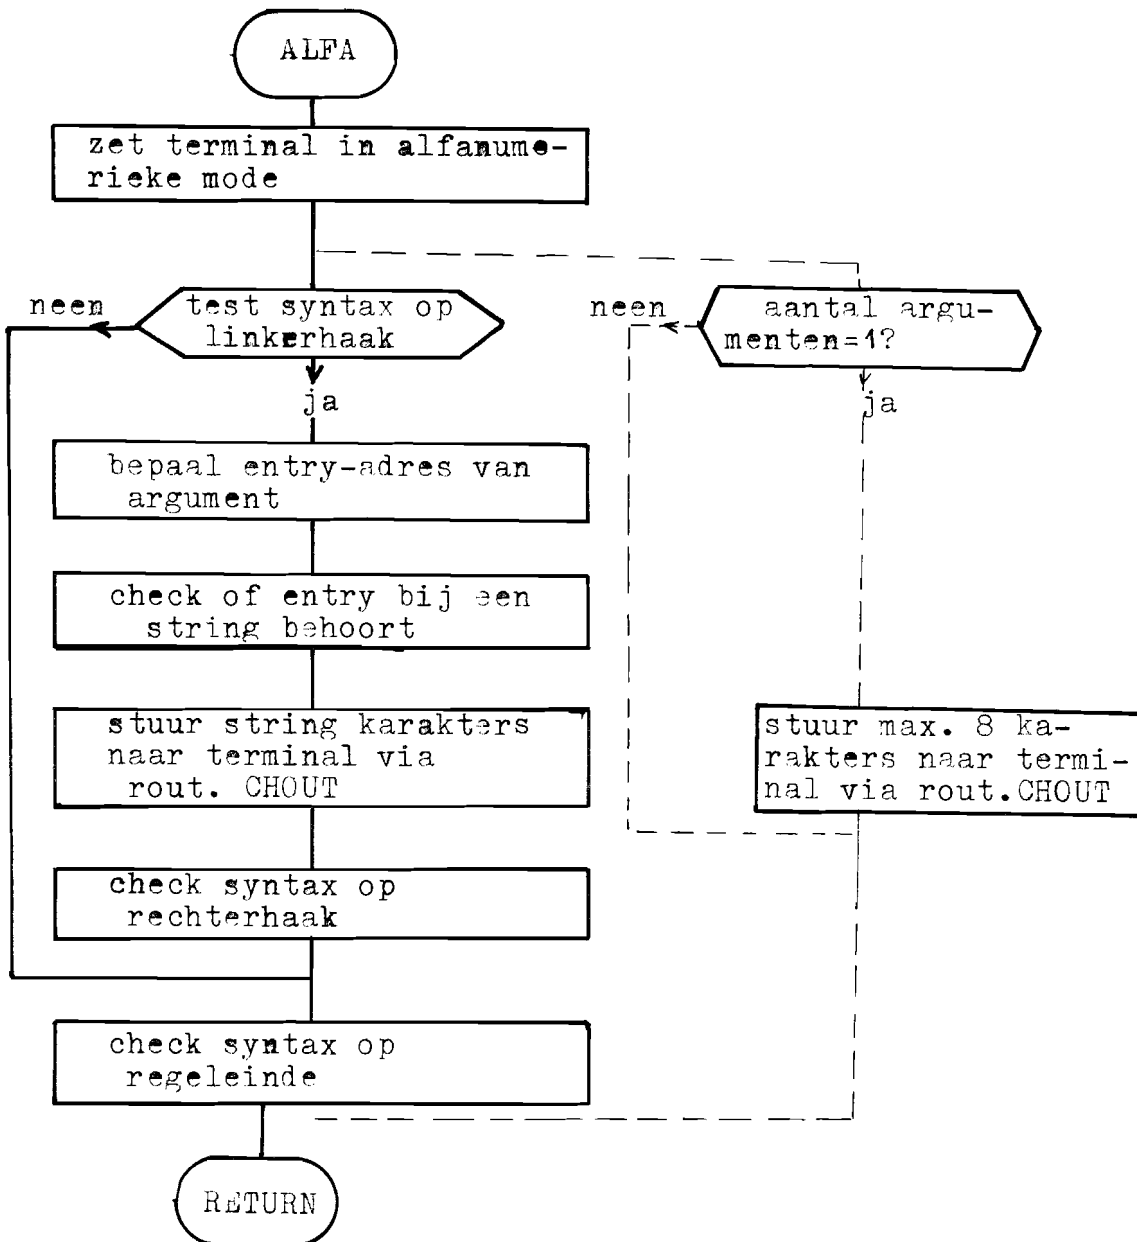 ALFA
zet terminal in alfanume-
rieke mode
neen
test syntax op
linkerhaak
ja
bepaal entry-adres van
argument
check of entry bij een
string behoort
stuur string karakters
naar terminal via
rout. CHOUT
check syntax op
rechterhaak
check syntax op
regeleinde
RETURN
neen
aantal argu-
menten=1?
ja
stuur max. 8 ka-
rakters naar termi-
nal via rout.CHOUT